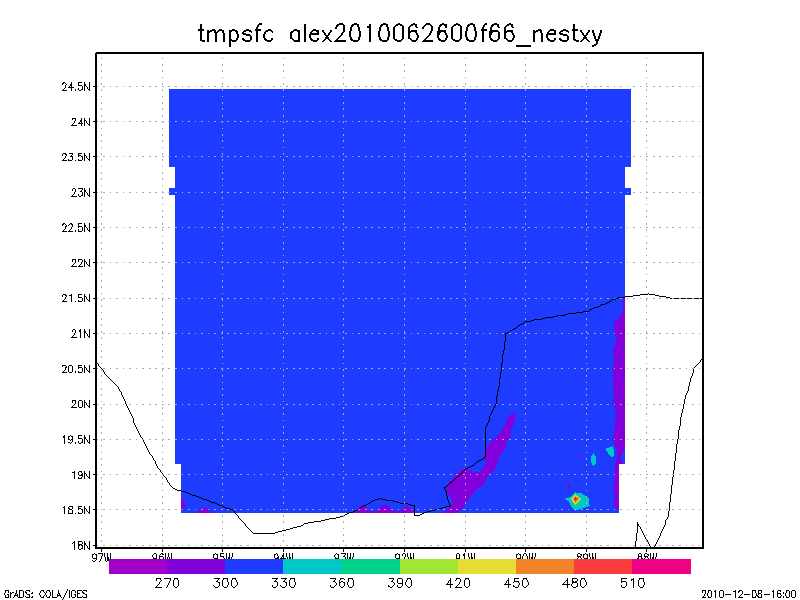 tmpsfc alex2010062600f66_nestxy
24.5N
24N
23.5N
23N
22.5N
22N
21.5N
21N
20.5N
20N
19.5N
19N
18.5N
18N
97W 96W 95W 94W 93W 92W 91W 90W 89W 88W
270 300 330 360 390 420 450 480 510
GrADS: COLA/IGES 2010-12-08-16:00